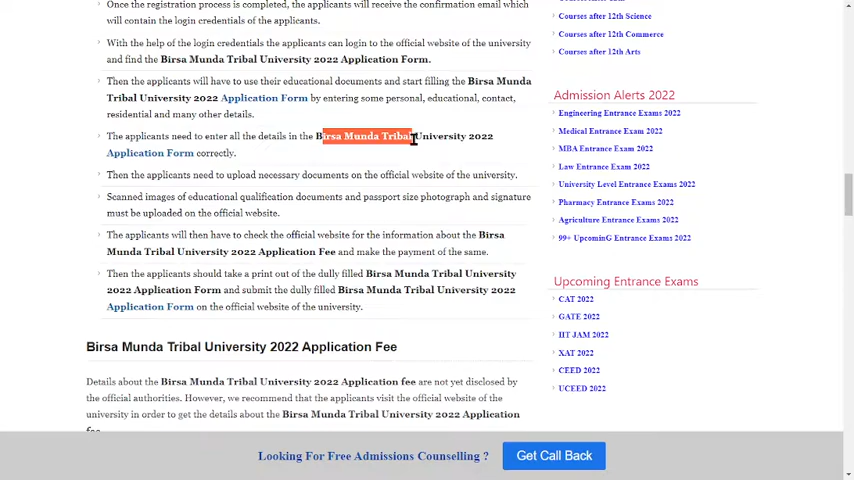 Once the registration process is completed, the applicants will receive the confirmation email which
will contain the login credentials of the applicants.
With the help of the login credentials the applicants can login to the official website of the university
and find the Birsa Munda Tribal University 2022 Application Form.
Then the applicants will have to use their educational documents and start filling the Birsa Munda
Tribal University 2022 Application Form by entering some personal, educational, contact,
residential and many other details.
The applicants need to enter all the details in the Birsa Munda Tribal University 2022
Application Form correctly.
Then the applicants need to upload necessary documents on the official website of the university.
Scanned images of educational qualification documents and passport size photograph and signature
must be uploaded on the official website.
The applicants will then have to check the official website for the information about the Birsa
Munda Tribal University 2022 Application Fee and make the payment of the same.
Then the applicants should take a print out of the dully filled Birsa Munda Tribal University
2022 Application Form and submit the dully filled Birsa Munda Tribal University 2022
Application Form on the official website of the university.
Birsa Munda Tribal University 2022 Application Fee
Details about the Birsa Munda Tribal University 2022 Application fee are not yet disclosed by
the official authorities. However, we recommend that the applicants visit the official website of the
university in order to get the details about the Birsa Munda Tribal University 2022 Application
fee
Courses after 12th Science
Courses after 12th Commerce
Courses after 12th Arts
Admission Alerts 2022
Engineering Entrance Exams 2022
Medical Entrance Exam 2022
MBA Entrance Exam 2022
Law Entrance Exam 2022
University Level Entrance Exams 2022
Pharmacy Entrance Exams 2022
Agriculture Entrance Exams 2022
99+ UpcominG Entrance Exams 2022
Upcoming Entrance Exams
CAT 2022
GATE 2022
IIT JAM 2022
XAT 2022
CEED 2022
UCEED 2022
Looking For Free Admissions Counselling ?
Get Call Back